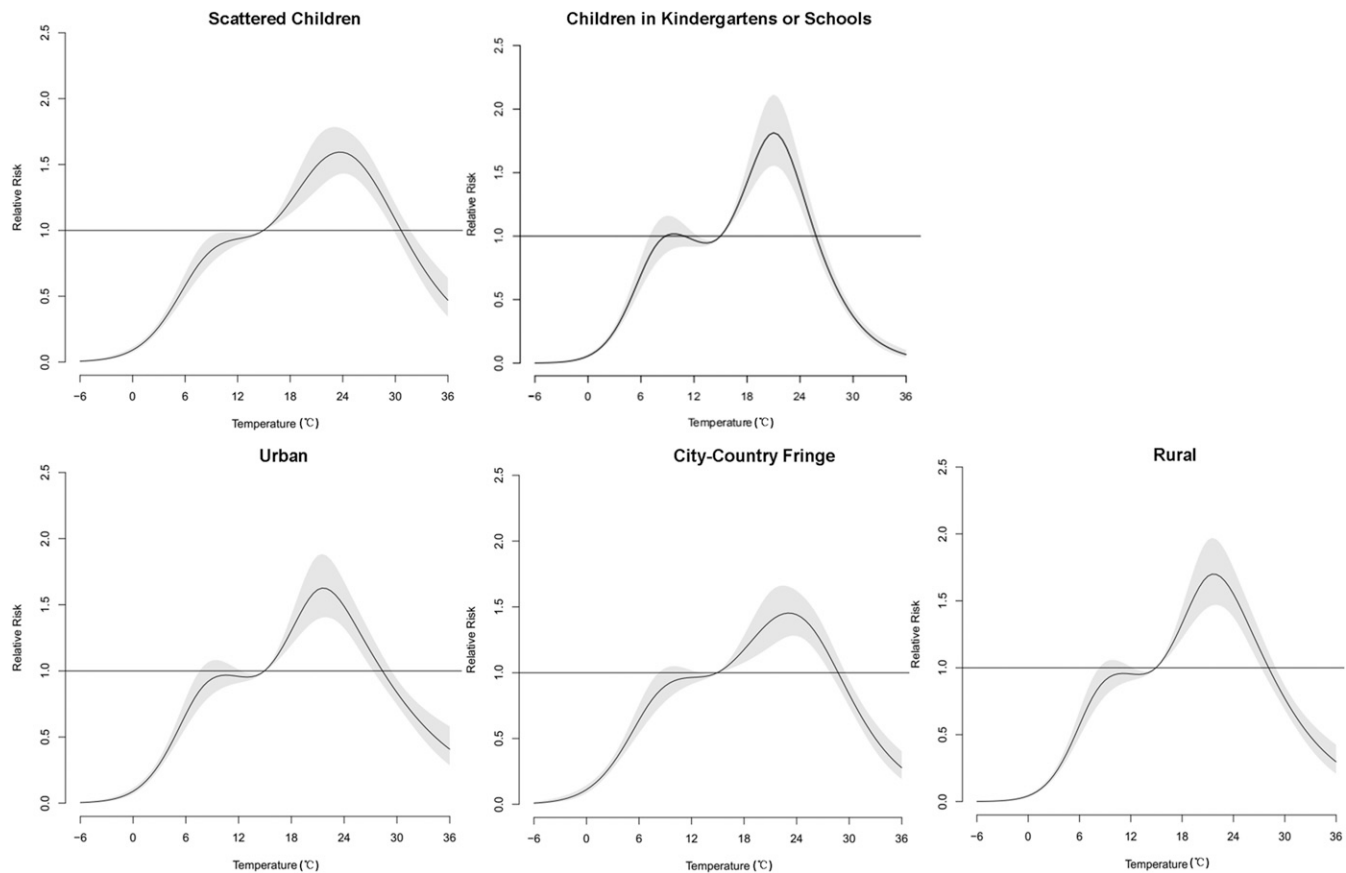 Scattered Children
Relative Risk
2.5
2.0
1.5
1.0
0.5
0.0
−6 0 6 12 18 24 30 36
Temperature (℃)
Children in Kindergartens or Schools
Relative Risk
2.5
2.0
1.5
1.0
0.5
0.0
−6 0 6 12 18 24 30 36
Temperature (℃)
Urban
Relative Risk
2.5
2.0
1.5
1.0
0.5
0.0
−6 0 6 12 18 24 30 36
Temperature (℃)
City-Country Fringe
Relative Risk
2.5
2.0
1.5
1.0
0.5
0.0
−6 0 6 12 18 24 30 36
Temperature (℃)
Rural
Relative Risk
2.5
2.0
1.5
1.0
0.5
0.0
−6 0 6 12 18 24 30 36
Temperature (℃)